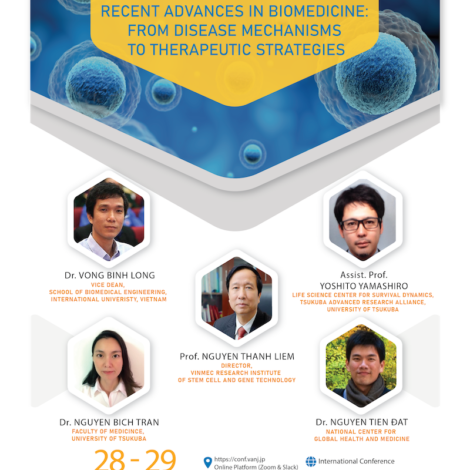 RECENT ADVANCES IN BIOMEDICINE:
FROM DISEASE MECHANISMS
TO THERAPEUTIC STRATEGIES
Dr. VONG BINH LONG
VICE DEAN,
SCHOOL OF BIOMEDICAL ENGINEERING,
INTERNATIONAL UNIVERISTY, VIETNAM
Assist. Prof.
YOSHITO YAMASHIRO
LIFE SCIENCE CENTER FOR SURVIVAL DYNAMICS,
TSUKUBA ADVANCED RESEARCH ALLIANCE,
UNIVERSITY OF TSUKUBA
Prof. NGUYEN THANH LIEM
DIRECTOR,
VINMEC RESEARCH INSTITUTE
OF STEM CELL AND GENE TECHNOLOGY
Dr. NGUYEN BICH TRAN
FACULTY OF MEDICINCE,
UNIVERSITY OF TSUKUBA
Dr. NGUYEN TIEN ĐAT
NATIONAL CENTER FOR
GLOBAL HEALTH AND MEDICINE
28 - 29
https://conf.vanj.jp
Online Platform (Zoom & Slack)
International Conference